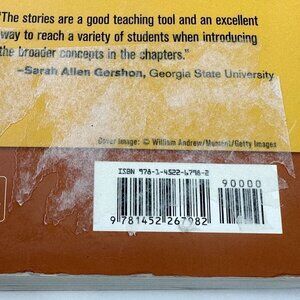 "The stories are a good teaching tool and an excellent
way to reach a variety of students when introducing
the broader concepts in the chapters."
–Sarah Allen Gershon, Georgia State University
Cover Image: © William Andrew/Moment/Getty Images
ISBN 978-1-4522-6798-2
90000
9 781452 267982